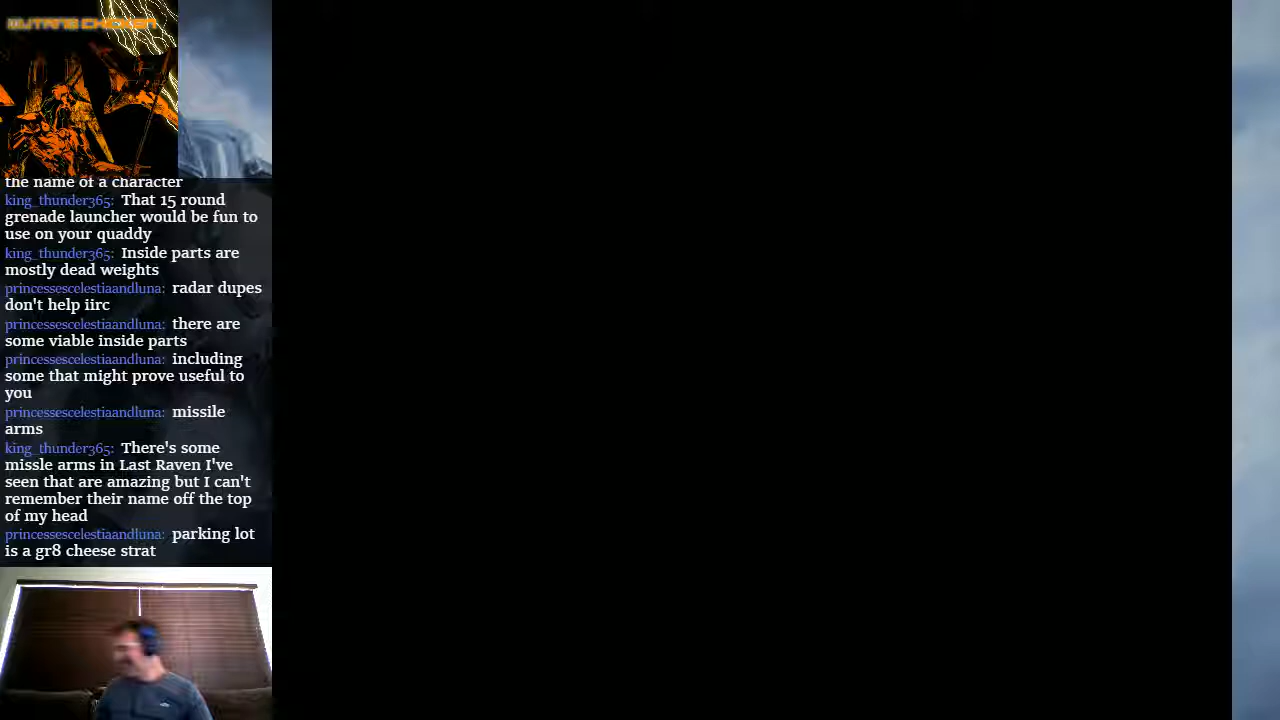 WUTANG CHICKEN
the name of a character
king_thunder365: That 15 round
grenade launcher would be fun to
use on your quaddy
king_thunder365: Inside parts are
mostly dead weights
princessescelestiaandluna: radar dupes
don't help iirc
princessescelestiaandluna: there are
some viable inside parts
princessescelestiaandluna: including
some that might prove useful to
you
princessescelestiaandluna: missile
arms
king_thunder365: There's some
missle arms in Last Raven I've
seen that are amazing but I can't
remember their name off the top
of my head
princessescelestiaandluna: parking lot
is a gr8 cheese strat